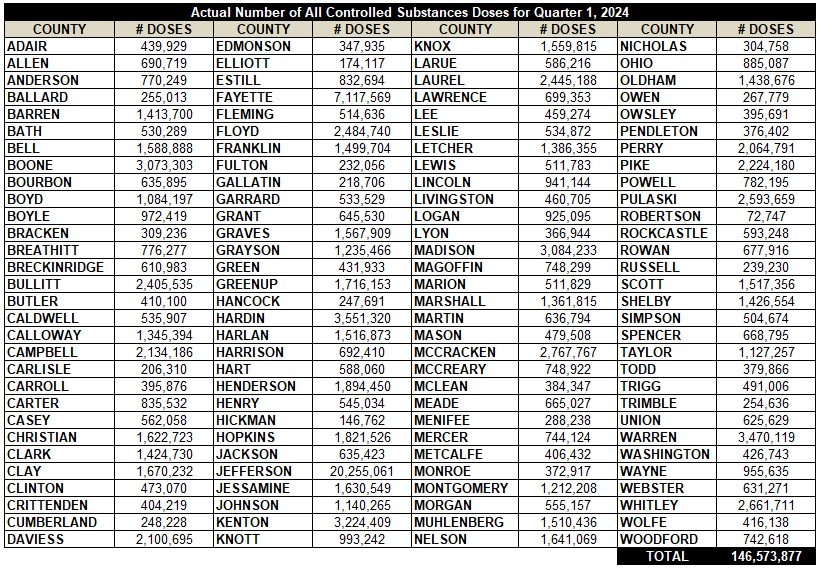 Actual Number of All Controlled Substances Doses for Quarter 1, 2024
COUNTY # DOSES COUNTY # DOSES COUNTY # DOSES COUNTY # DOSES
ADAIR 439,929 EDMONSON 347,935 KNOX 1,559,815 NICHOLAS 304,758
ALLEN 690,719 ELLIOTT 174,117 LARUE 586,216 OHIO 885,087
ANDERSON 770,249 ESTILL 832,694 LAUREL 2,445,188 OLDHAM 1,438,676
BALLARD 255,013 FAYETTE 7,117,569 LAWRENCE 699,353 OWEN 267,779
BARREN 1,413,700 FLEMING 514,636 LEE 459,274 OWSLEY 395,691
BATH 530,289 FLOYD 2,484,740 LESLIE 534,872 PENDLETON 376,402
BELL 1,588,888 FRANKLIN 1,499,704 LETCHER 1,386,355 PERRY 2,064,791
BOONE 3,073,303 FULTON 232,056 LEWIS 511,783 PIKE 2,224,180
BOURBON 635,895 GALLATIN 218,706 LINCOLN 941,144 POWELL 782,195
BOYD 1,084,197 GARRARD 533,529 LIVINGSTON 460,705 PULASKI 2,593,659
BOYLE 972,419 GRANT 645,530 LOGAN 925,095 ROBERTSON 72,747
BRACKEN 309,236 GRAVES 1,567,909 LYON 366,944 ROCKCASTLE 593,248
BREATHITT 776,277 GRAYSON 1,235,466 MADISON 3,084,233 ROWAN 677,916
BRECKINRIDGE 610,983 GREEN 431,933 MAGOFFIN 748,299 RUSSELL 239,230
BULLITT 2,405,535 GREENUP 1,716,153 MARION 511,829 SCOTT 1,517,356
BUTLER 410,100 HANCOCK 247,691 MARSHALL 1,361,815 SHELBY 1,426,554
CALDWELL 535,907 HARDIN 3,551,320 MARTIN 636,794 SIMPSON 504,674
CALLOWAY 1,345,394 HARLAN 1,516,873 MASON 479,508 SPENCER 668,795
CAMPBELL 2,134,186 HARRISON 692,410 MCCRACKEN 2,767,767 TAYLOR 1,127,257
CARLISLE 206,310 HART 588,060 MCCREARY 748,922 TODD 379,866
CARROLL 395,876 HENDERSON 1,894,450 MCLEAN 384,347 TRIGG 491,006
CARTER 835,532 HENRY 545,034 MEADE 665,027 TRIMBLE 254,636
CASEY 562,058 HICKMAN 146,762 MENIFEE 288,238 UNION 625,629
CHRISTIAN 1,622,723 HOPKINS 1,821,526 MERCER 744,124 WARREN 3,470,119
CLARK 1,424,730 JACKSON 635,423 METCALFE 406,432 WASHINGTON 426,743
CLAY 1,670,232 JEFFERSON 20,255,061 MONROE 372,917 WAYNE 955,635
CLINTON 473,070 JESSAMINE 1,630,549 MONTGOMERY 1,212,208 WEBSTER 631,271
CRITTENDEN 404,219 JOHNSON 1,140,265 MORGAN 555,157 WHITLEY 2,661,711
CUMBERLAND 248,228 KENTON 3,224,409 MUHLENBERG 1,510,436 WOLFE 416,138
DAVIESS 2,100,695 KNOTT 993,242 NELSON 1,641,069 WOODFORD 742,618
TOTAL 146,573,877